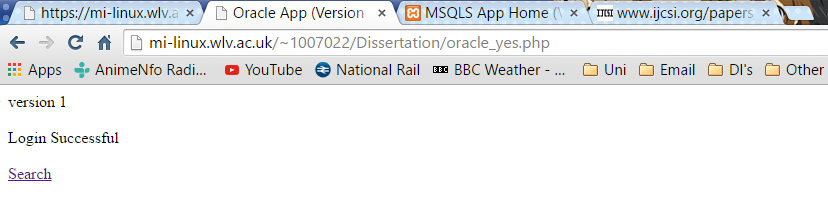 https://mi-linux.wlv.a
Oracle App (Version
MSQLS App Home (V
www.ijcsi.org/papers
mi-linux.wlv.ac.uk/~1007022/Dissertation/oracle_yes.php
Apps AnimeNfo Radi... YouTube National Rail BBC BBC Weather - ... Uni Email DI's Other
version 1
Login Successful
Search